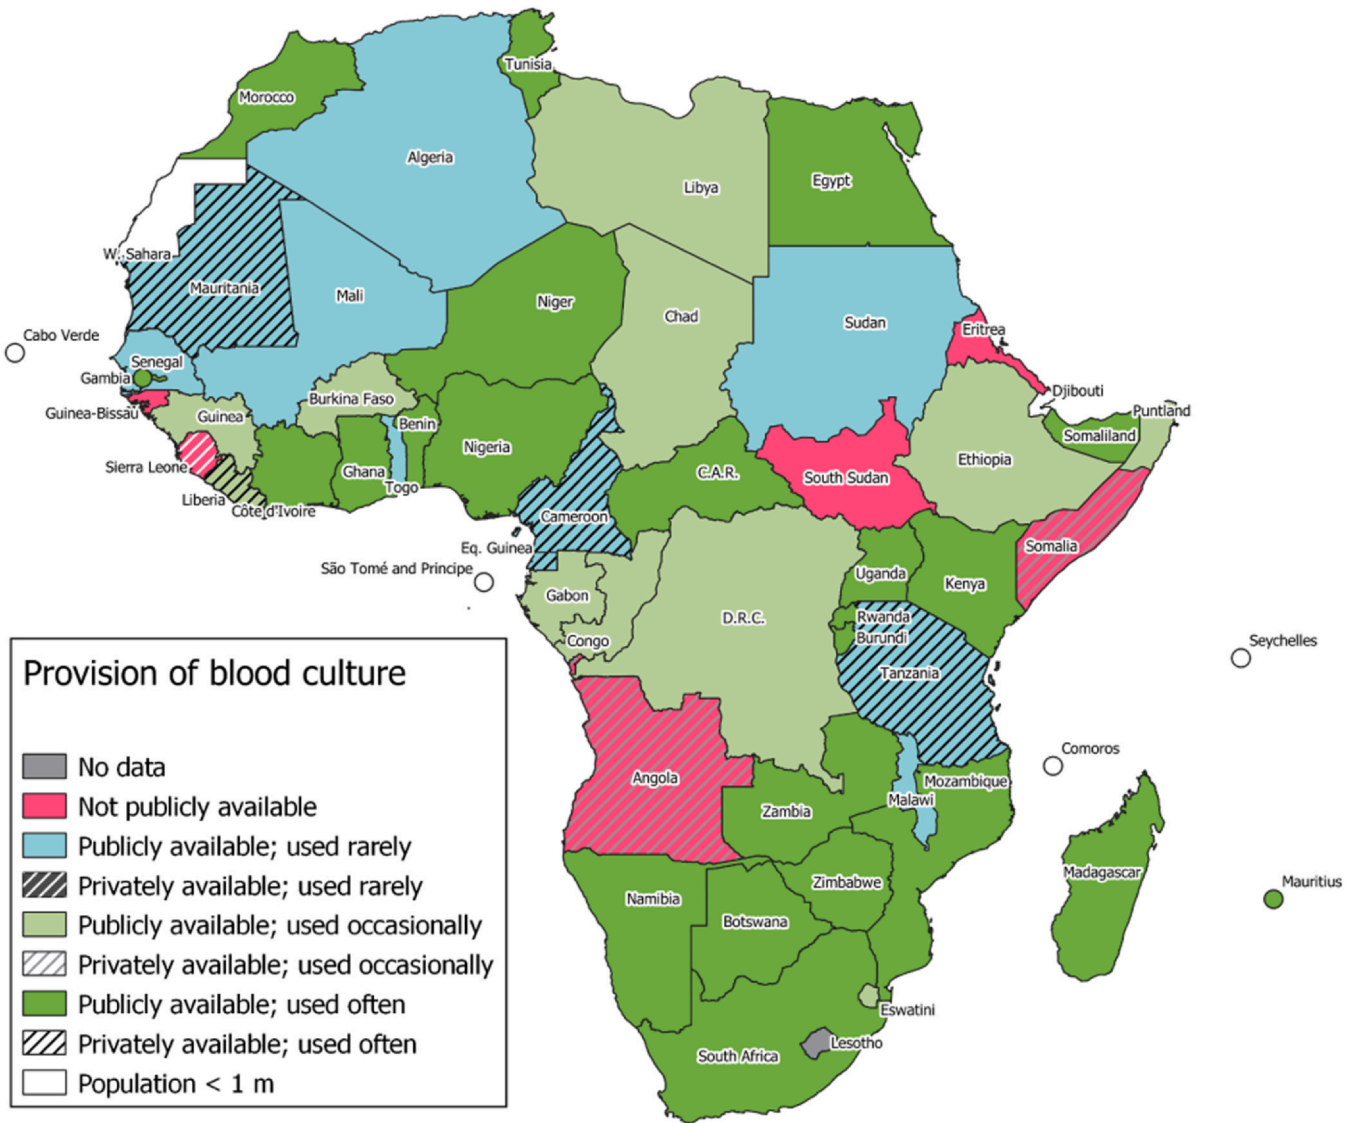 Tunisia
Morocco
Algeria
Libya
Egypt
W. Sahara
Mauritania
Mali
Niger
Chad
Sudan
Eritrea
Cabo Verde
Senegal
Gambia
Djibouti
Guinea-Bissau
Guinea
Burkina Faso
Benin
Puntland
Somaliland
Nigeria
Ethiopia
Sierra Leone
Ghana
C.A.R.
South Sudan
Togo
Liberia
Côte d'Ivoire
Cameroon
Eq. Guinea
Somalia
São Tomé and Principe
Uganda
Kenya
Gabon
D.R.C.
Rwanda
Congo
Burundi
Seychelles
Tanzania
Comoros
Angola
Mozambique
Malawi
Zambia
Madagascar
Zimbabwe
Mauritius
Namibia
Botswana
Eswatini
Lesotho
South Africa
Provision of blood culture
No data
Not publicly available
Publicly available; used rarely
Privately available; used rarely
Publicly available; used occasionally
Privately available; used occasionally
Publicly available; used often
Privately available; used often
Population < 1 m